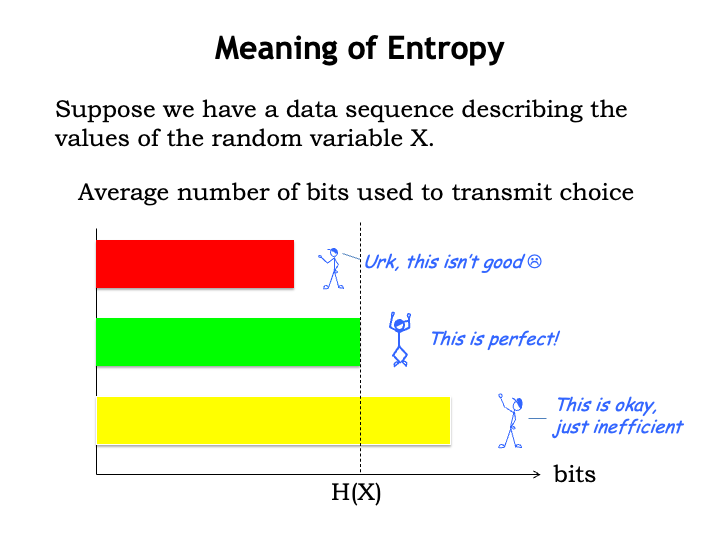 Meaning of Entropy
Suppose we have a data sequence describing the
values of the random variable X.
Average number of bits used to transmit choice
Urk, this isn't good ☹
This is perfect!
This is okay,
just inefficient
bits
H(X)